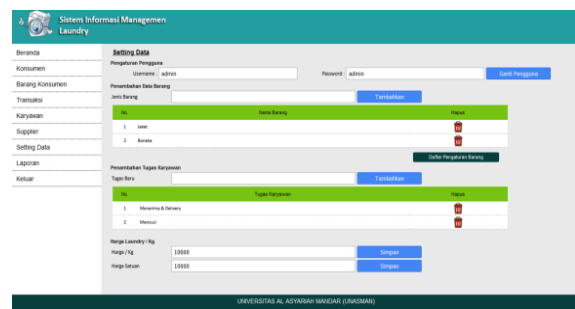 Sistem Informasi Managemen
Laundry
Beranda
Konsumen
Barang Konsumen
Transaksi
Karyawan
Supplier
Setting Data
Laporan
Keluar
Setting Data
Pengaturan Pengguna
Username admin Password admin Ganti Pengguna
Penambahan Data Barang
Jenis Barang Tambahkan
No. Nama Barang Hapus
1 Jaket
2 Boneka
Daftar Pengaturan Barang
Penambahan Tugas Karyawan
Tugas Baru Tambahkan
No. Tugas Karyawan Hapus
1 Menerima & Delivery
2 Mencuci
Harga Laundry / Kg
Harga / Kg 10000 Simpan
Harga Satuan 10000 Simpan
UNIVERSITAS AL ASYARIAH MANDAR (UNASMAN)